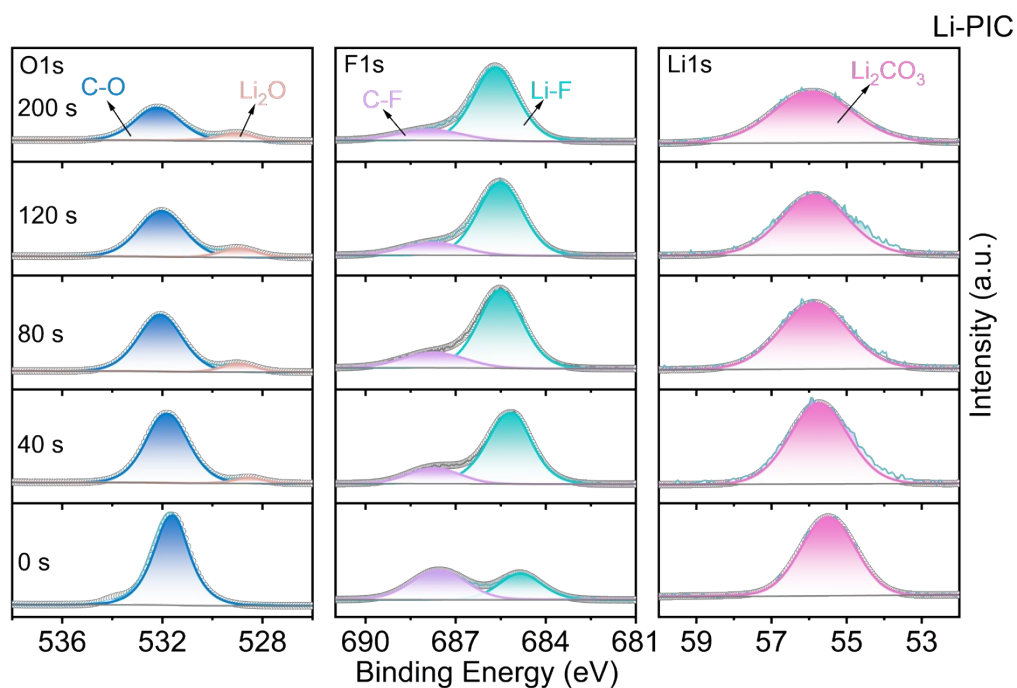 Li-PIC
O1s
C-O
Li₂O
200 s
120 s
80 s
40 s
0 s
F1s
C-F
Li-F
Li1s
Li₂CO₃
Intensity (a.u.)
536 532 528
690 687 684 681
59 57 55 53
Binding Energy (eV)